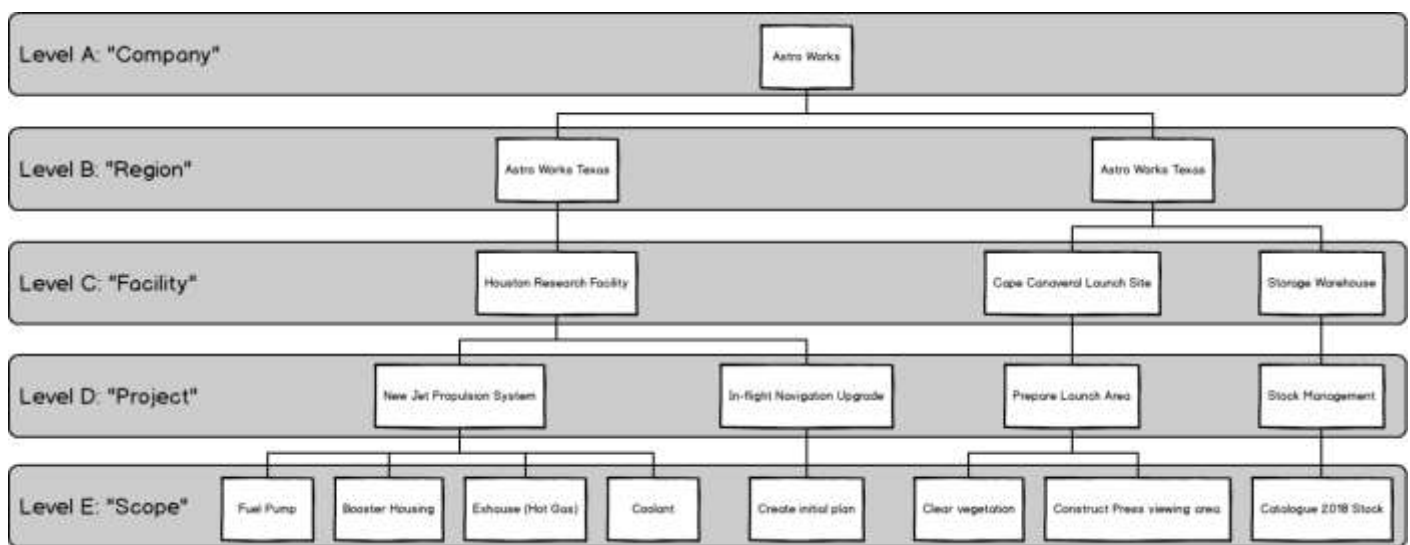 Level A: "Company"
Astro Works
Level B: "Region"
Astro Works Texas
Astro Works Texas
Level C: "Facility"
Houston Research Facility
Cape Canaveral Launch Site
Storage Warehouse
Level D: "Project"
New Jet Propulsion System
In-flight Navigation Upgrade
Prepare Launch Area
Stock Management
Level E: "Scope"
Fuel Pump
Booster Housing
Exhouse (Hot Gas)
Coolant
Create initial plan
Clear vegetation
Construct Press viewing area
Catalogue 2018 Stock